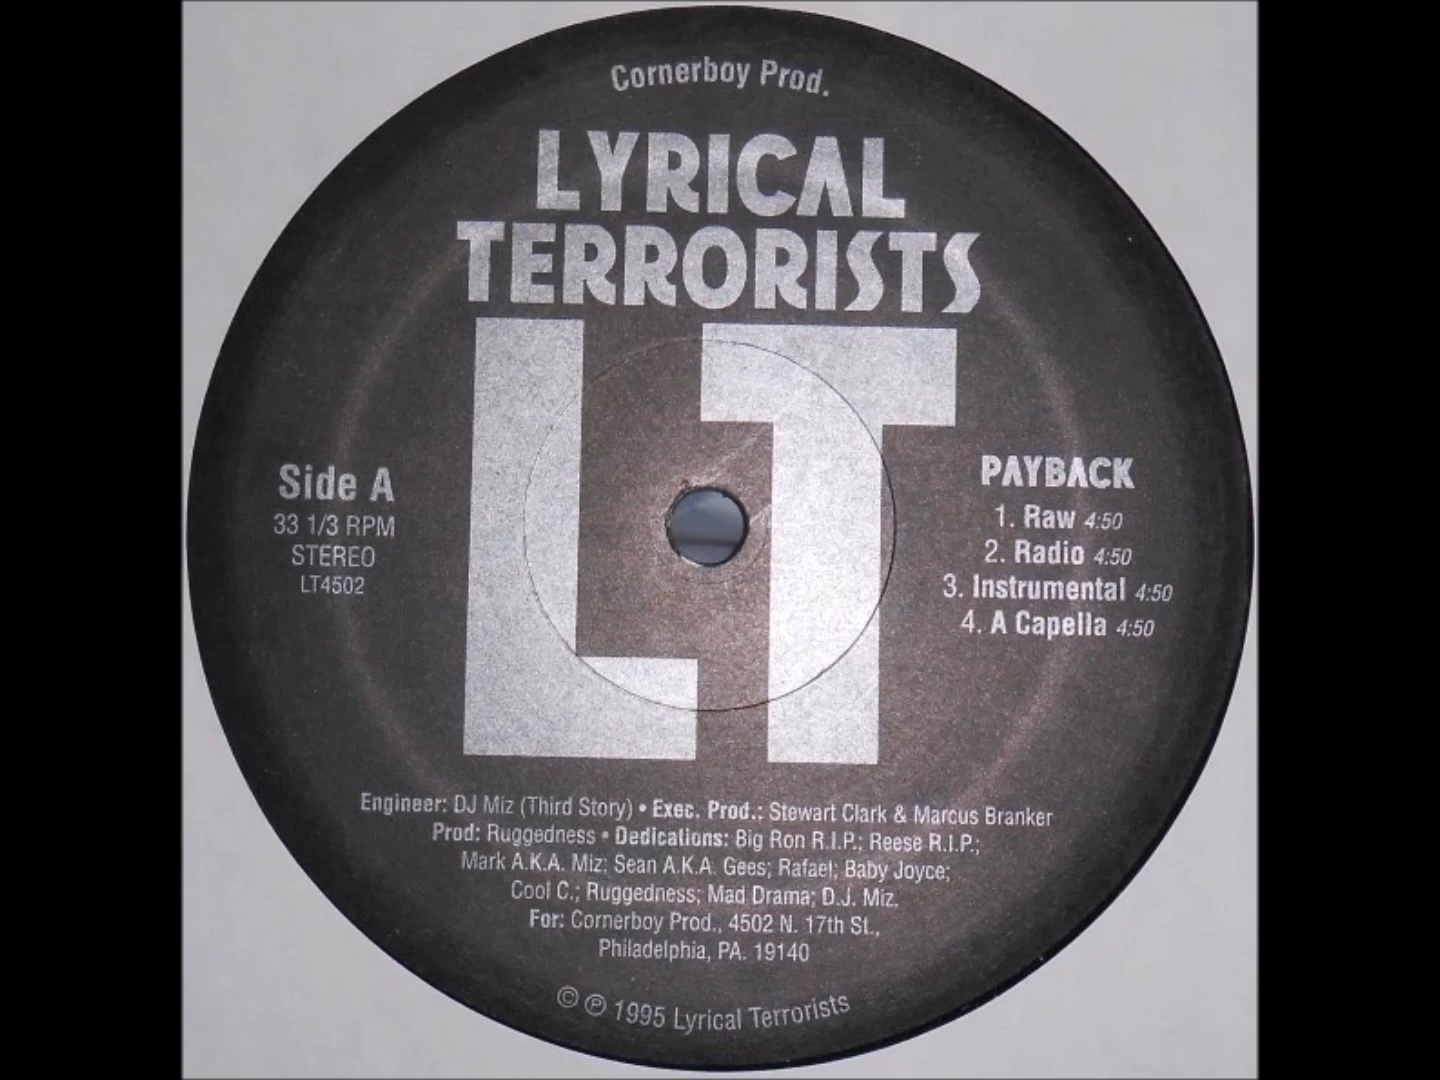 Cornerboy Prod.
LYRICAL
TERRORISTS
LT
Side A
33 1/3 RPM
STEREO
LT4502
PAYBACK
1. Raw 4:50
2. Radio 4:50
3. Instrumental 4:50
4. A Capella 4:50
Engineer: DJ Miz (Third Story) • Exec. Prod.: Stewart Clark & Marcus Branker
Prod: Ruggedness • Dedications: Big Ron R.I.P.; Reese R.I.P.;
Mark A.K.A. Miz; Sean A.K.A. Gees; Rafael; Baby Joyce;
Cool C.; Ruggedness; Mad Drama; D.J. Miz.
For: Cornerboy Prod., 4502 N. 17th St.,
Philadelphia, PA. 19140
© ℗ 1995 Lyrical Terrorists